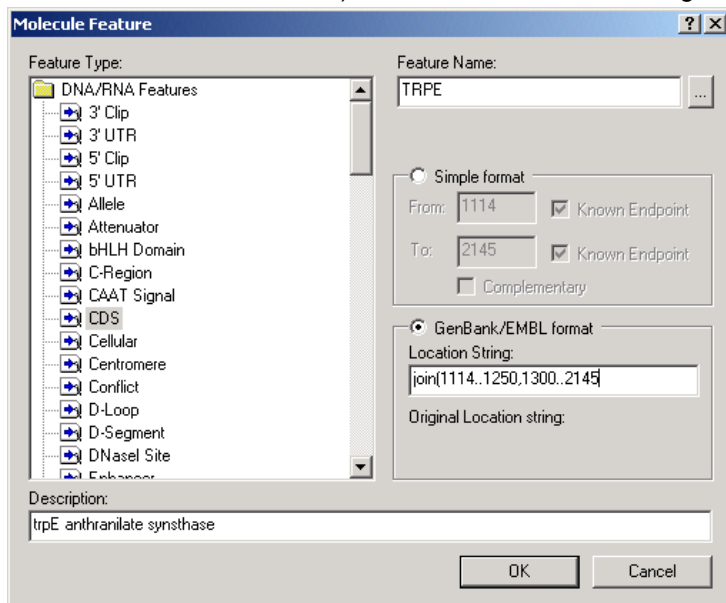 Molecule Feature
Feature Type:
DNA/RNA Features
3' Clip
3' UTR
5' Clip
5' UTR
Allele
Attenuator
bHLH Domain
C-Region
CAAT Signal
CDS
Cellular
Centromere
Conflict
D-Loop
D-Segment
DNaseI Site
Enhancer
Feature Name:
TRPE
...
Simple format
From: 1114 Known Endpoint
To: 2145 Known Endpoint
Complementary
GenBank/EMBL format
Location String:
join(1114..1250,1300..2145
Original Location string:
Description:
trpE anthranilate synsthase
OK Cancel